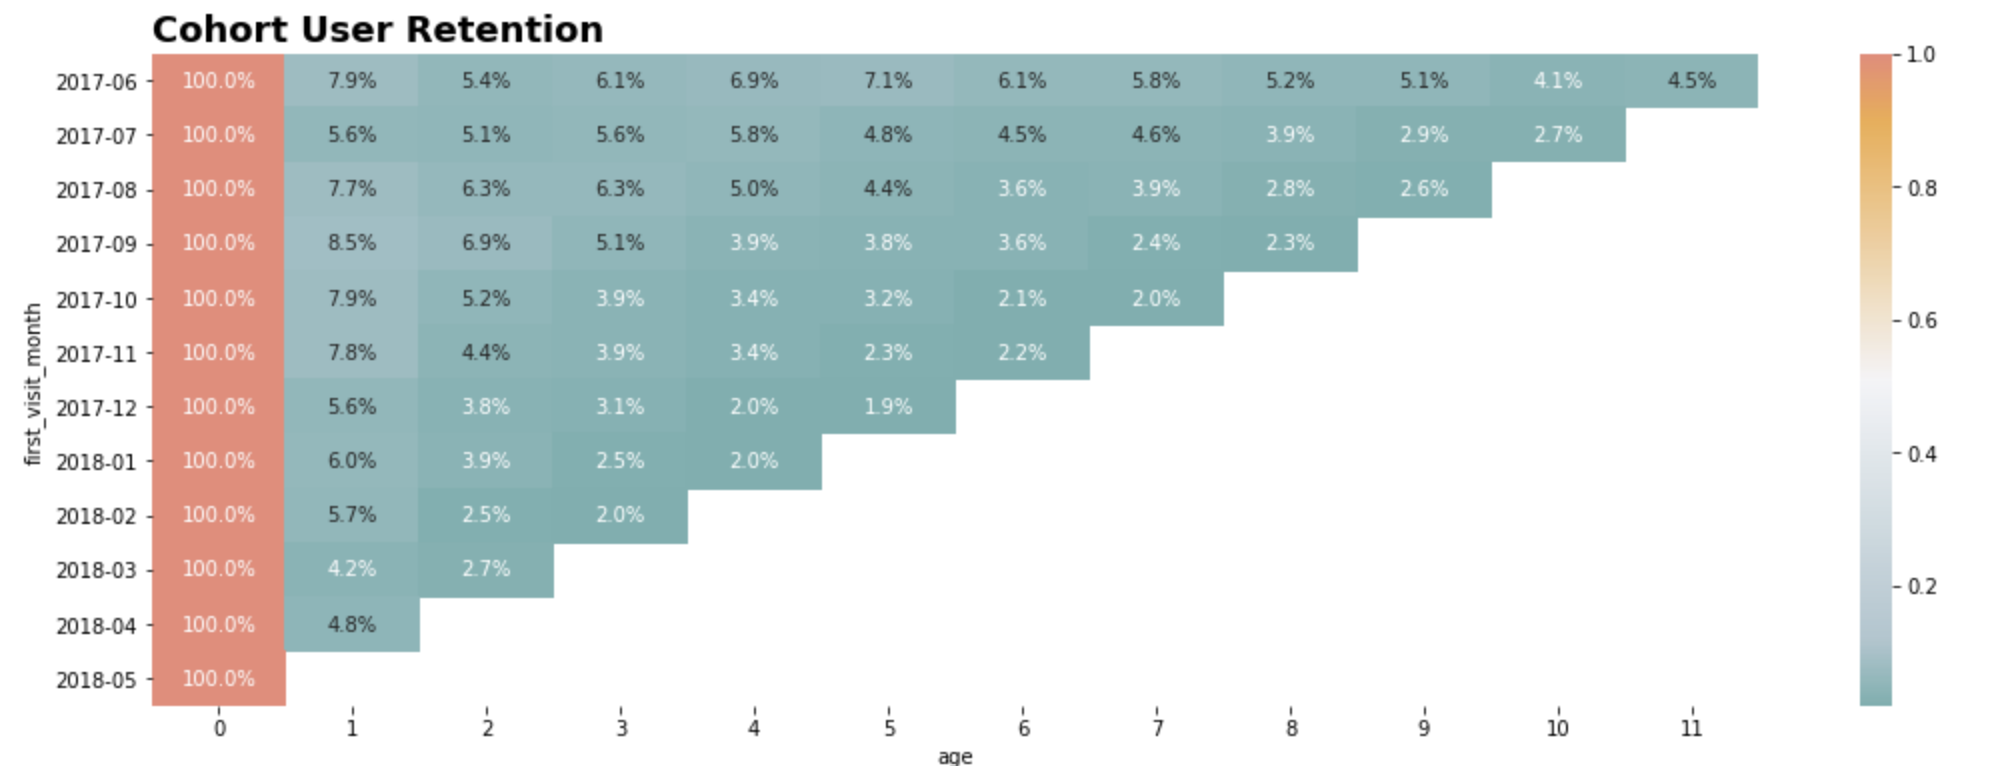 Cohort User Retention
2017-06 100.0% 7.9% 5.4% 6.1% 6.9% 7.1% 6.1% 5.8% 5.2% 5.1% 4.1% 4.5%
2017-07 100.0% 5.6% 5.1% 5.6% 5.8% 4.8% 4.5% 4.6% 3.9% 2.9% 2.7%
2017-08 100.0% 7.7% 6.3% 6.3% 5.0% 4.4% 3.6% 3.9% 2.8% 2.6%
2017-09 100.0% 8.5% 6.9% 5.1% 3.9% 3.8% 3.6% 2.4% 2.3%
2017-10 100.0% 7.9% 5.2% 3.9% 3.4% 3.2% 2.1% 2.0%
2017-11 100.0% 7.8% 4.4% 3.9% 3.4% 2.3% 2.2%
2017-12 100.0% 5.6% 3.8% 3.1% 2.0% 1.9%
2018-01 100.0% 6.0% 3.9% 2.5% 2.0%
2018-02 100.0% 5.7% 2.5% 2.0%
2018-03 100.0% 4.2% 2.7%
2018-04 100.0% 4.8%
2018-05 100.0%
first_visit_month
0 1 2 3 4 5 6 7 8 9 10 11
age
1.0
0.8
0.6
0.4
0.2